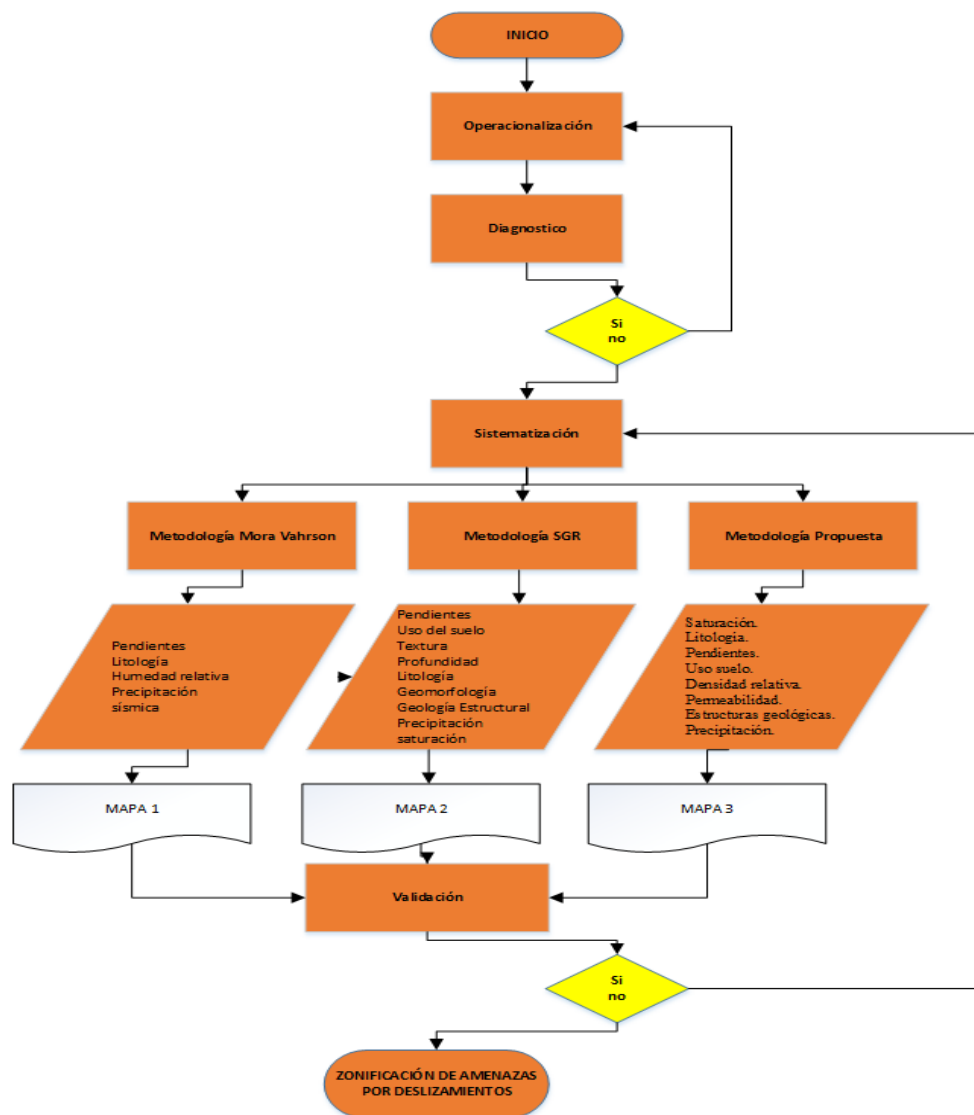 INICIO
Operacionalización
Diagnostico
Si
no
Sistematización
Metodología Mora Vahrson
Metodología SGR
Metodología Propuesta
Pendientes
Litología
Humedad relativa
Precipitación
sísmica
Pendientes
Uso del suelo
Textura
Profundidad
Litología
Geomorfología
Geología Estructural
Precipitación
saturación
Saturación.
Litología.
Pendientes.
Uso suelo.
Densidad relativa.
Permeabilidad.
Estructuras geológicas.
Precipitación.
MAPA 1
MAPA 2
MAPA 3
Validación
Si
no
ZONIFICACIÓN DE AMENAZAS
POR DESLIZAMIENTOS